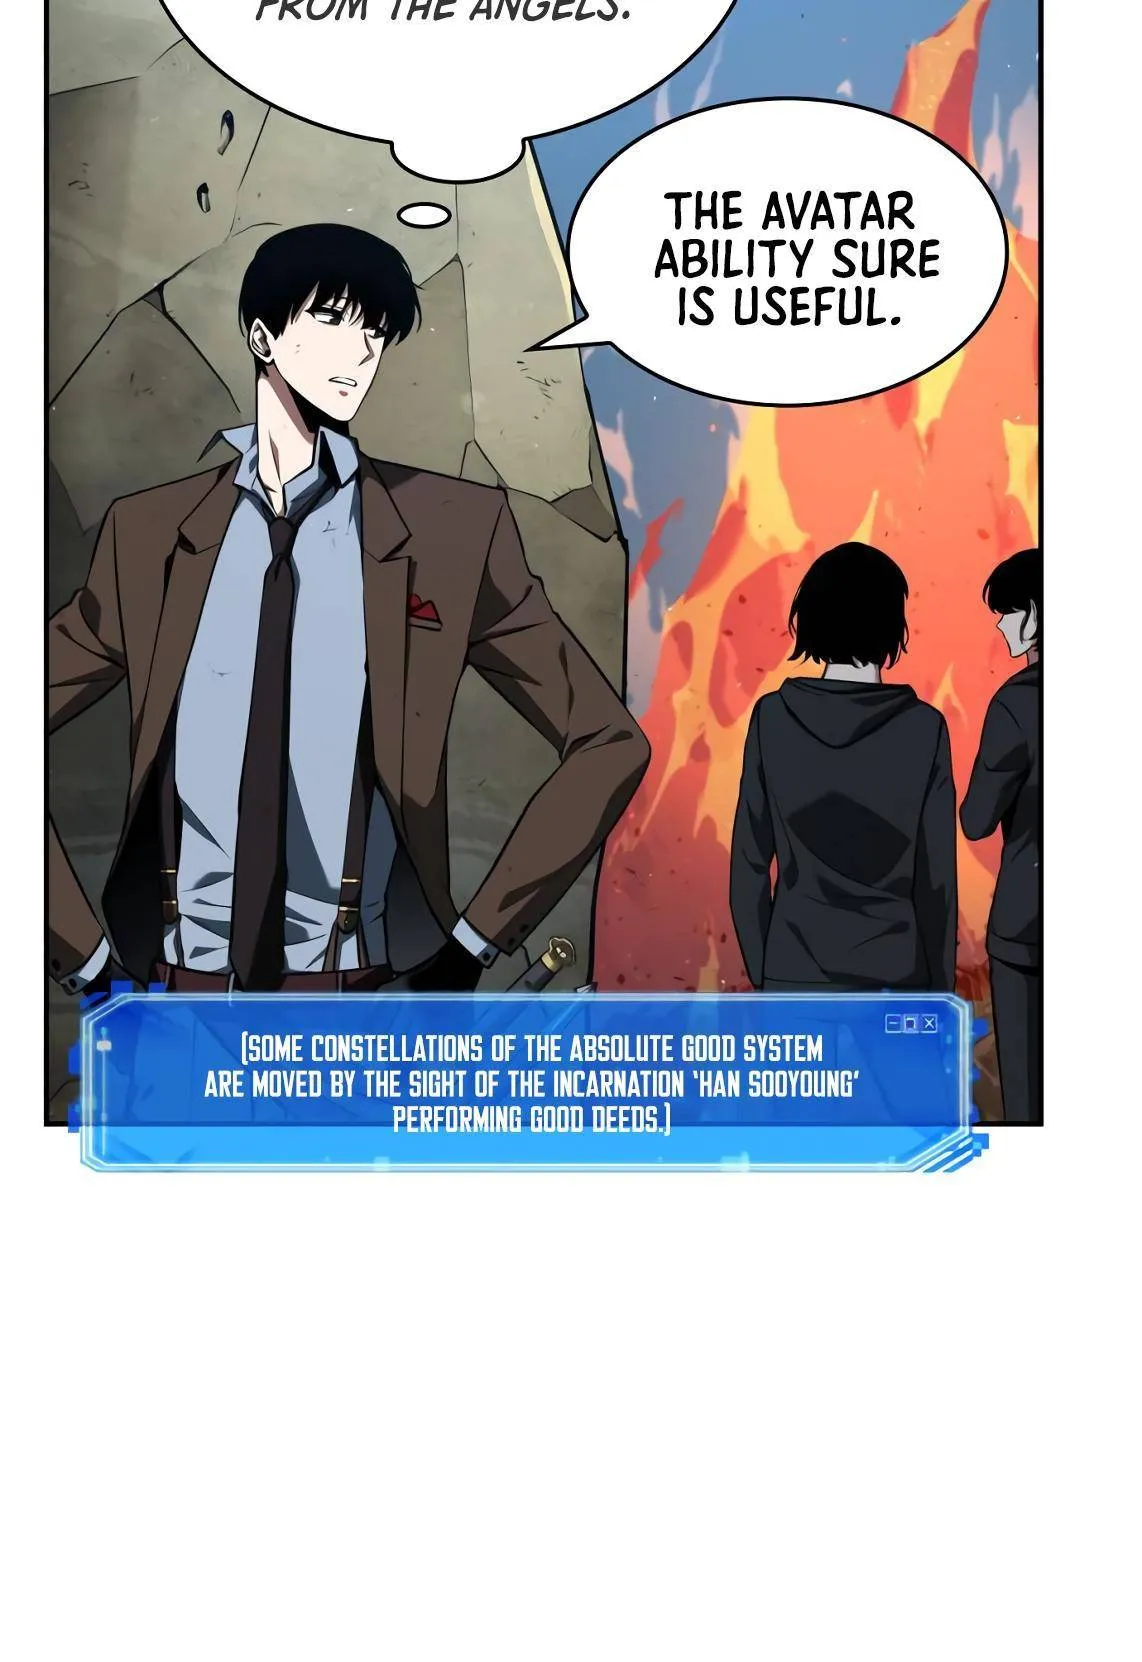 FROM THE ANGELS.
THE AVATAR
ABILITY SURE
IS USEFUL.
[SOME CONSTELLATIONS OF THE ABSOLUTE GOOD SYSTEM
ARE MOVED BY THE SIGHT OF THE INCARNATION ‘HAN SOOYOUNG’
PERFORMING GOOD DEEDS.]